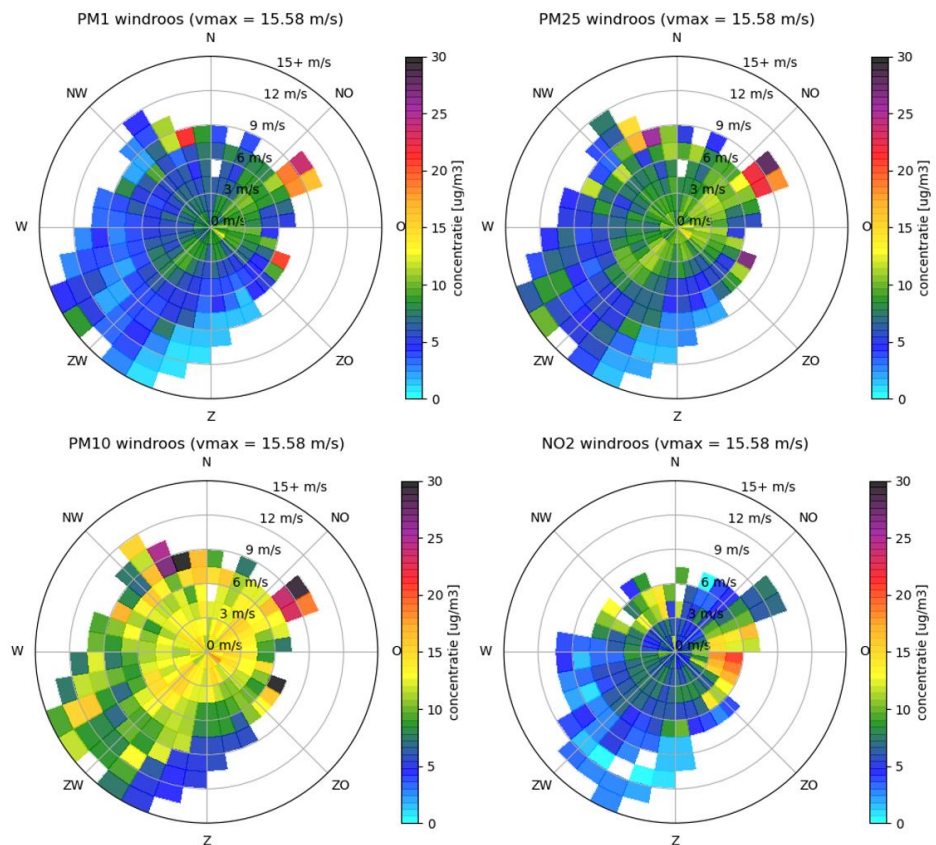 PM1 windroos (vmax = 15.58 m/s)
N
15+ m/s
12 m/s
NW
NO
9 m/s
6 m/s
3 m/s
0 m/s
W
O
ZW
ZO
Z
30
25
20
15
10
5
0
concentratie [ug/m3]
PM25 windroos (vmax = 15.58 m/s)
N
15+ m/s
12 m/s
NW
NO
9 m/s
6 m/s
3 m/s
0 m/s
W
O
ZW
ZO
Z
30
25
20
15
10
5
0
concentratie [ug/m3]
PM10 windroos (vmax = 15.58 m/s)
N
15+ m/s
12 m/s
NW
NO
9 m/s
6 m/s
3 m/s
0 m/s
W
O
ZW
ZO
Z
30
25
20
15
10
5
0
concentratie [ug/m3]
NO2 windroos (vmax = 15.58 m/s)
N
15+ m/s
12 m/s
NW
NO
9 m/s
6 m/s
3 m/s
0 m/s
W
O
ZW
ZO
Z
30
25
20
15
10
5
0
concentratie [ug/m3]